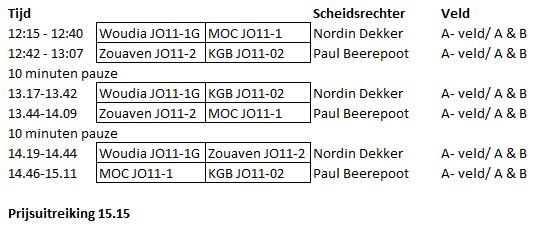 Tijd Scheidsrechter Veld
12:15 - 12:40 Woudia JO11-1G MOC JO11-1 Nordin Dekker A- veld/ A & B
12:42 - 13:07 Zouaven JO11-2 KGB JO11-02 Paul Beerepoot A- veld/ A & B
10 minuten pauze
13.17-13.42 Woudia JO11-1G KGB JO11-02 Nordin Dekker A- veld/ A & B
13.44-14.09 Zouaven JO11-2 MOC JO11-1 Paul Beerepoot A- veld/ A & B
10 minuten pauze
14.19-14.44 Woudia JO11-1G Zouaven JO11-2 Nordin Dekker A- veld/ A & B
14.46-15.11 MOC JO11-1 KGB JO11-02 Paul Beerepoot A- veld/ A & B
Prijsuitreiking 15.15